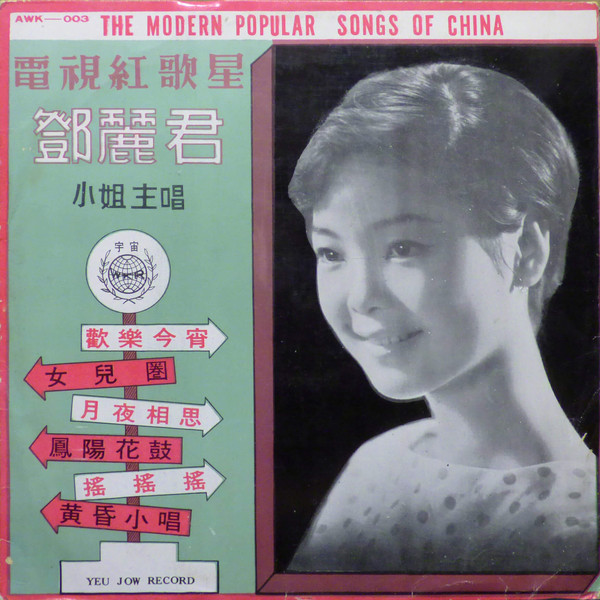 AWK—003
THE MODERN POPULAR SONGS OF CHINA
電視紅歌星
鄧麗君
小姐主唱
宇宙
WKR
歡樂今宵
女兒圈
月夜相思
鳳陽花鼓
搖搖搖
黄昏小唱
YEU JOW RECORD